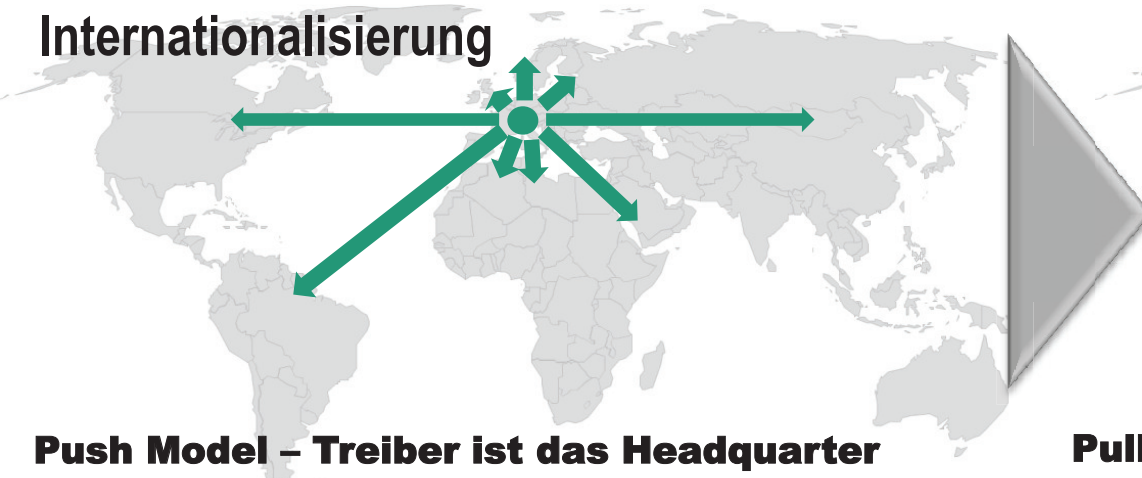 Internationalisierung
Push Model – Treiber ist das Headquarter
Pull